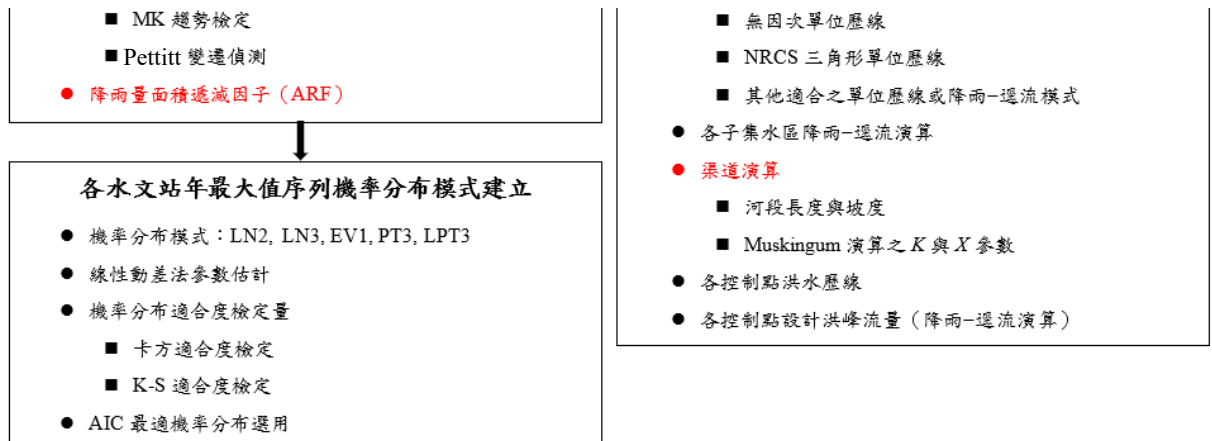 ■ MK 趨勢檢定
■ Pettitt 變遷偵測
● 降雨量面積遞減因子（ARF）
各水文站年最大值序列機率分布模式建立
● 機率分布模式：LN2, LN3, EV1, PT3, LPT3
● 線性動差法參數估計
● 機率分布適合度檢定量
■ 卡方適合度檢定
■ K-S 適合度檢定
● AIC 最適機率分布選用
■ 無因次單位歷線
■ NRCS 三角形單位歷線
■ 其他適合之單位歷線或降雨–逕流模式
● 各子集水區降雨–逕流演算
● 渠道演算
■ 河段長度與坡度
■ Muskingum 演算之 K 與 X 參數
● 各控制點洪水歷線
● 各控制點設計洪峰流量（降雨–逕流演算）